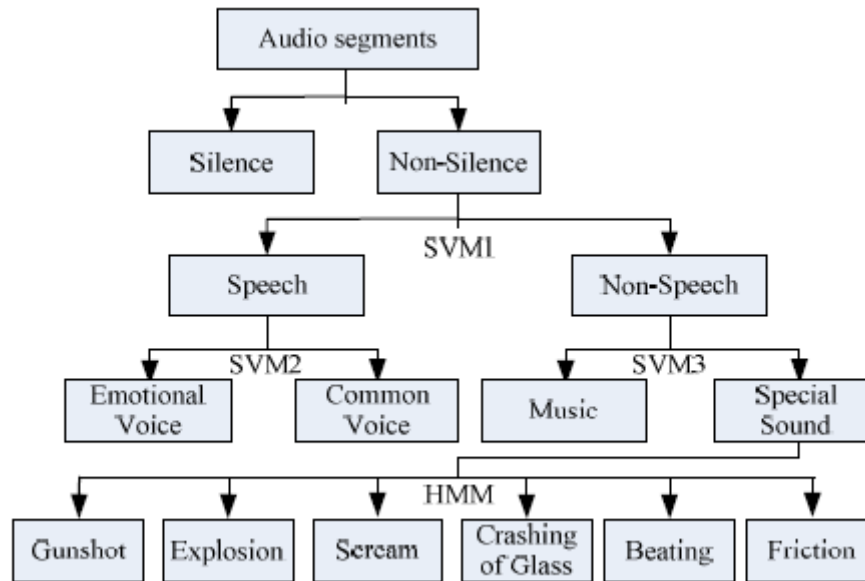 Audio segments
Silence
Non-Silence
SVM1
Speech
Non-Speech
SVM2
SVM3
Emotional
Voice
Common
Voice
Music
Special
Sound
HMM
Gunshot
Explosion
Scream
Crashing
of Glass
Beating
Friction